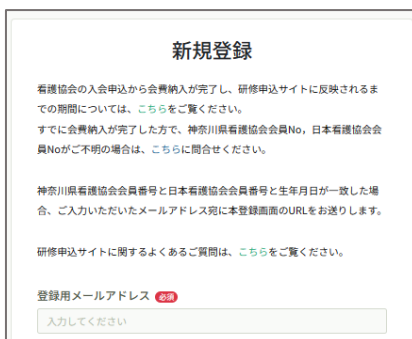 新規登録
看護協会の入会申込から会費納入が完了し、研修申込サイトに反映されるま
での期間については、こちらをご覧ください。
すでに会費納入が完了した方で、神奈川県看護協会会員No，日本看護協会会
員Noがご不明の場合は、こちらに問合せください。
神奈川県看護協会会員番号と日本看護協会会員番号と生年月日が一致した場
合、ご入力いただいたメールアドレス宛に本登録画面のURLをお送りします。
研修申込サイトに関するよくあるご質問は、こちらをご覧ください。
登録用メールアドレス 必須
入力してください